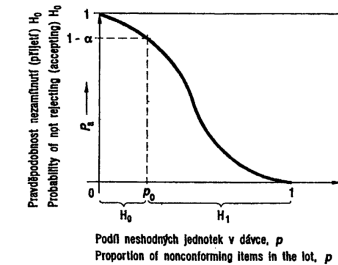 Pravděpodobnost nezamítnutí (přijetí) H₀
Probability of not rejecting (accepting) H₀
1
1 - α
Pₐ
0
p₀
1
H₀
H₁
Podíl neshodných jednotek v dávce, p
Proportion of nonconforming items in the lot, p